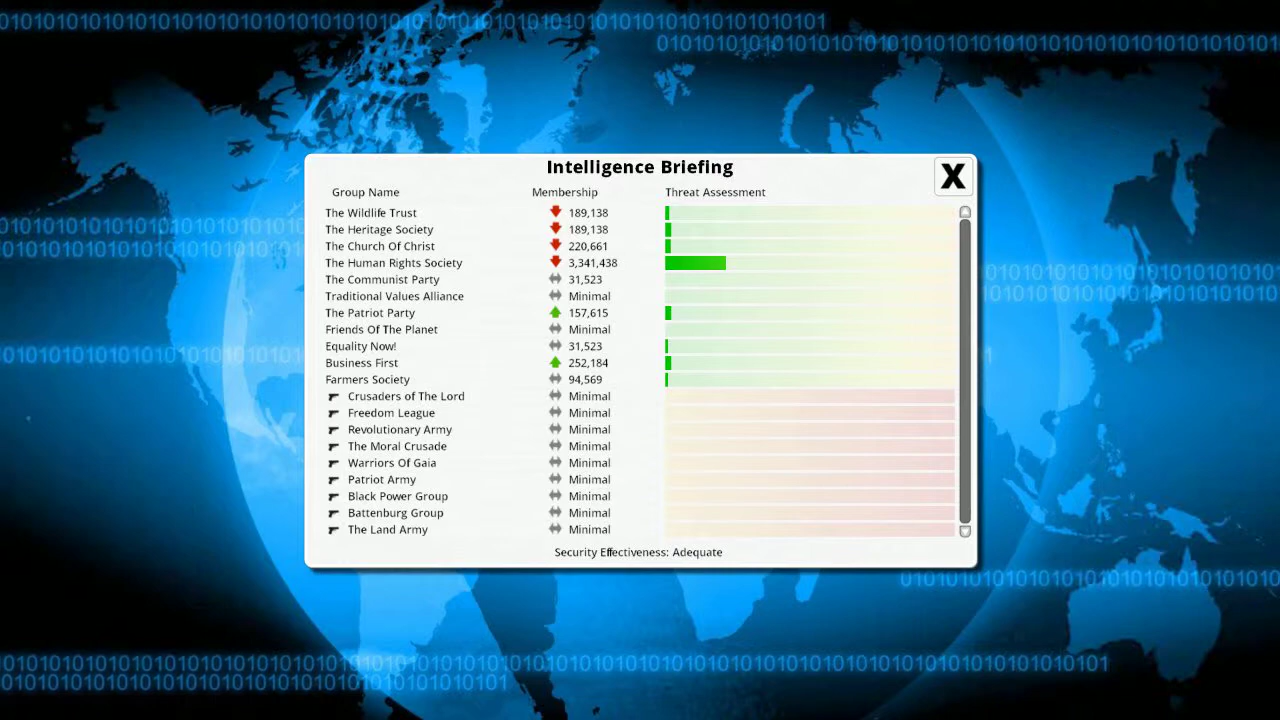 Intelligence Briefing
X
Group Name Membership Threat Assessment
The Wildlife Trust 189,138
The Heritage Society 189,138
The Church Of Christ 220,661
The Human Rights Society 3,341,438
The Communist Party 31,523
Traditional Values Alliance Minimal
The Patriot Party 157,615
Friends Of The Planet Minimal
Equality Now! 31,523
Business First 252,184
Farmers Society 94,569
Crusaders of The Lord Minimal
Freedom League Minimal
Revolutionary Army Minimal
The Moral Crusade Minimal
Warriors Of Gaia Minimal
Patriot Army Minimal
Black Power Group Minimal
Battenburg Group Minimal
The Land Army Minimal
Security Effectiveness: Adequate